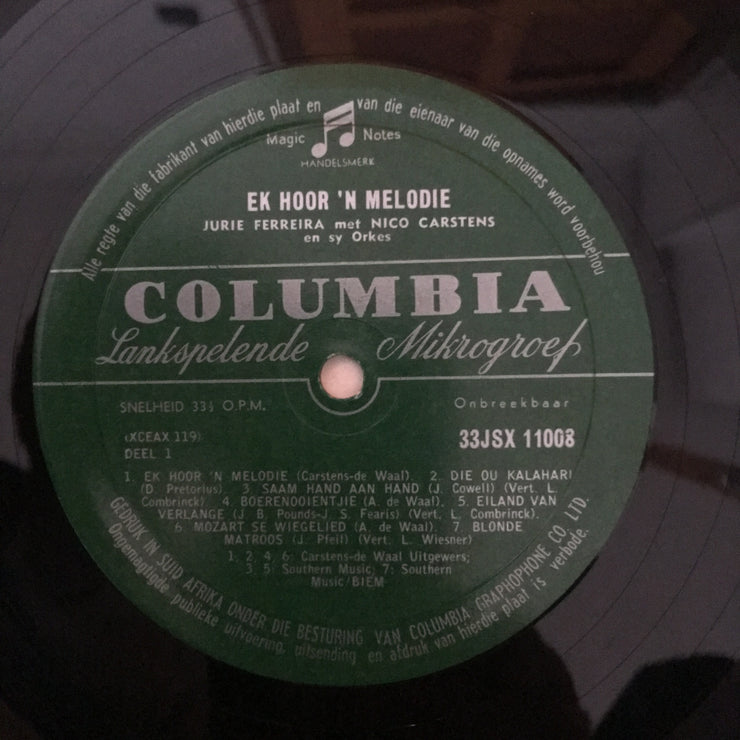 Alle regte van die fabrikant van hierdie plaat en van die eienaar van die opnames word voorbehou
Magic Notes
HANDELSMERK
EK HOOR 'N MELODIE
JURIE FERREIRA met NICO CARSTENS
en sy Orkes
COLUMBIA
Lankspelende Mikrogroef
SNELHEID 33⅓ O.P.M. Onbreekbaar
(XCEAX 119) 33JSX 11008
DEEL 1
1. EK HOOR 'N MELODIE (Carstens-de Waal). 2. DIE OU KALAHARI
(D. Pretorius). 3. SAAM HAND AAN HAND (J. Cowell) (Vert. L.
Combrinck). 4. BOERENOOIENTJIE (A. de Waal). 5. EILAND VAN
VERLANGE (J B. Pounds-J. S. Fearis) (Vert. L. Combrinck).
6. MOZART SE WIEGELIED (A. de Waal). 7. BLONDE
MATROOS (J. Pfeil) (Vert. L. Wiesner)
1, 2, 4, 6: Carstens-de Waal Uitgewers;
3, 5: Southern Music; 7: Southern
Music/BIEM
GEDRUK IN SUID AFRIKA ONDER DIE BESTURING VAN COLUMBIA GRAPHOPHONE CO. LTD.
Ongemagtigde publieke uitvoering, uitsending en afdruk van hierdie plaat is verbode.